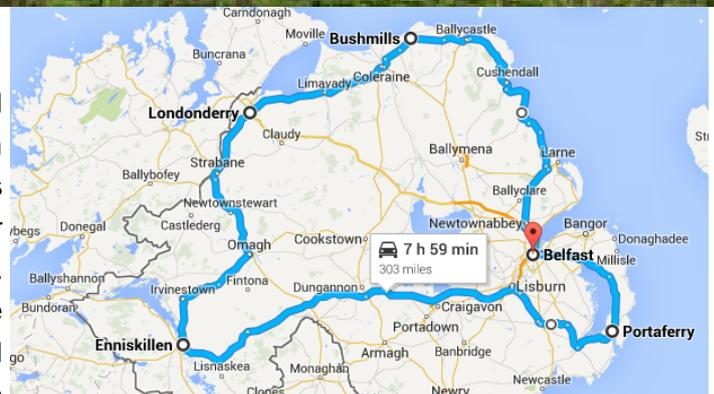 Carndonagh
Moville
Bushmills
Ballycastle
Buncrana
Cushendall
Limavady
Coleraine
Londonderry
Claudy
Strabane
Ballymena
Larne
Ballybofey
Ballyclare
Newtownstewart
Donegal
Castlederg
Newtownabbey
Bangor
Omagh
Cookstown
7 h 59 min
303 miles
Donaghadee
Belfast
Millisle
Ballyshannon
Irvinestown
Fintona
Dungannon
Lisburn
Bundoran
Craigavon
Portadown
Portaferry
Enniskillen
Armagh
Banbridge
Lisnaskea
Monaghan
Newcastle
Clones
Newry